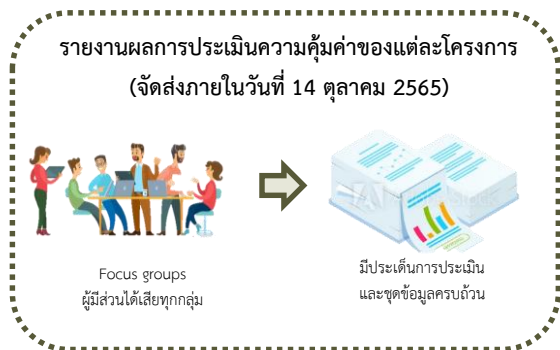 รายงานผลการประเมินความคุ้มค่าของแต่ละโครงการ
(จัดส่งภายในวันที่ 14 ตุลาคม 2565)
Focus groups
ผู้มีส่วนได้เสียทุกกลุ่ม
มีประเด็นการประเมิน
และชุดข้อมูลครบถ้วน